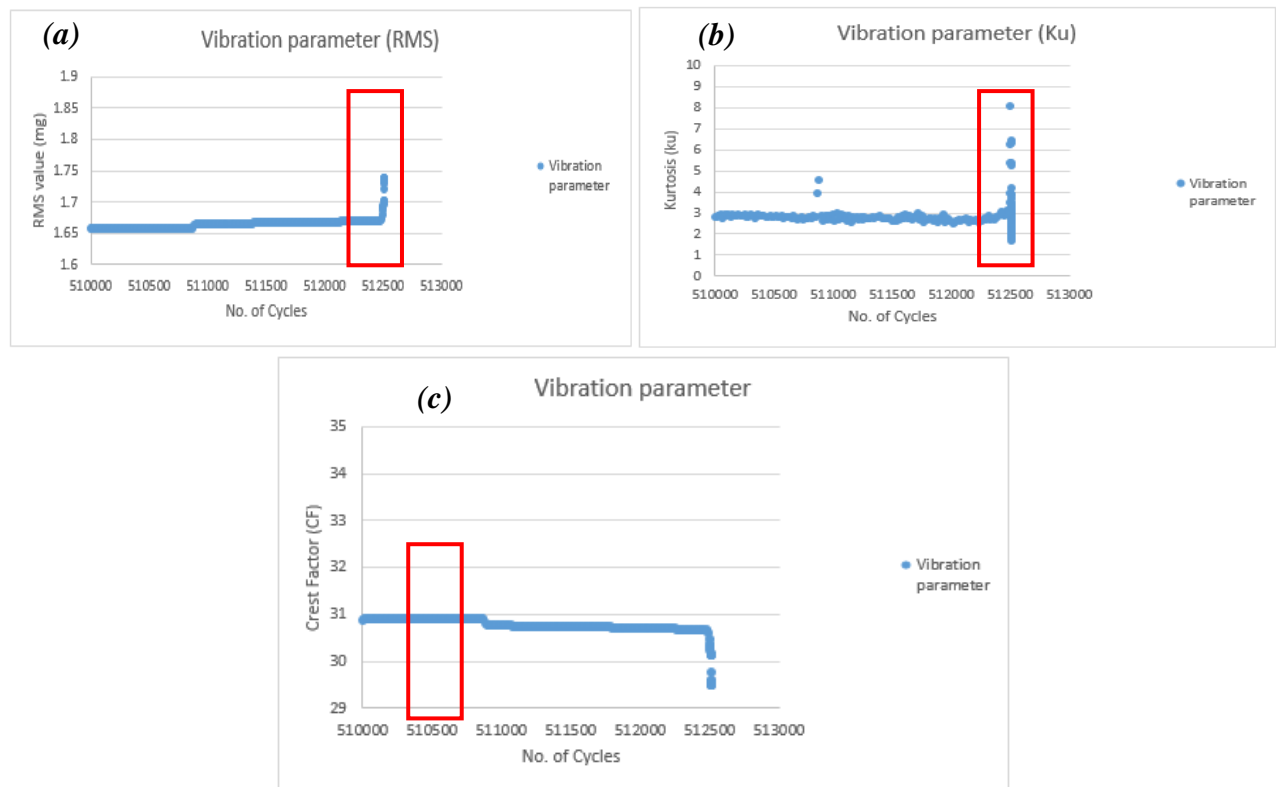 (a)
Vibration parameter (RMS)
1.9
1.85
1.8
1.75
1.7
1.65
1.6
RMS value (mg)
510000 510500 511000 511500 512000 512500 513000
No. of Cycles
Vibration
parameter
(b)
Vibration parameter (Ku)
10
9
8
7
6
5
4
3
2
1
0
Kurtosis (ku)
510000 510500 511000 511500 512000 512500 513000
No. of Cycles
Vibration
parameter
(c)
Vibration parameter
35
34
33
32
31
30
29
Crest Factor (CF)
510000 510500 511000 511500 512000 512500 513000
No. of Cycles
Vibration
parameter